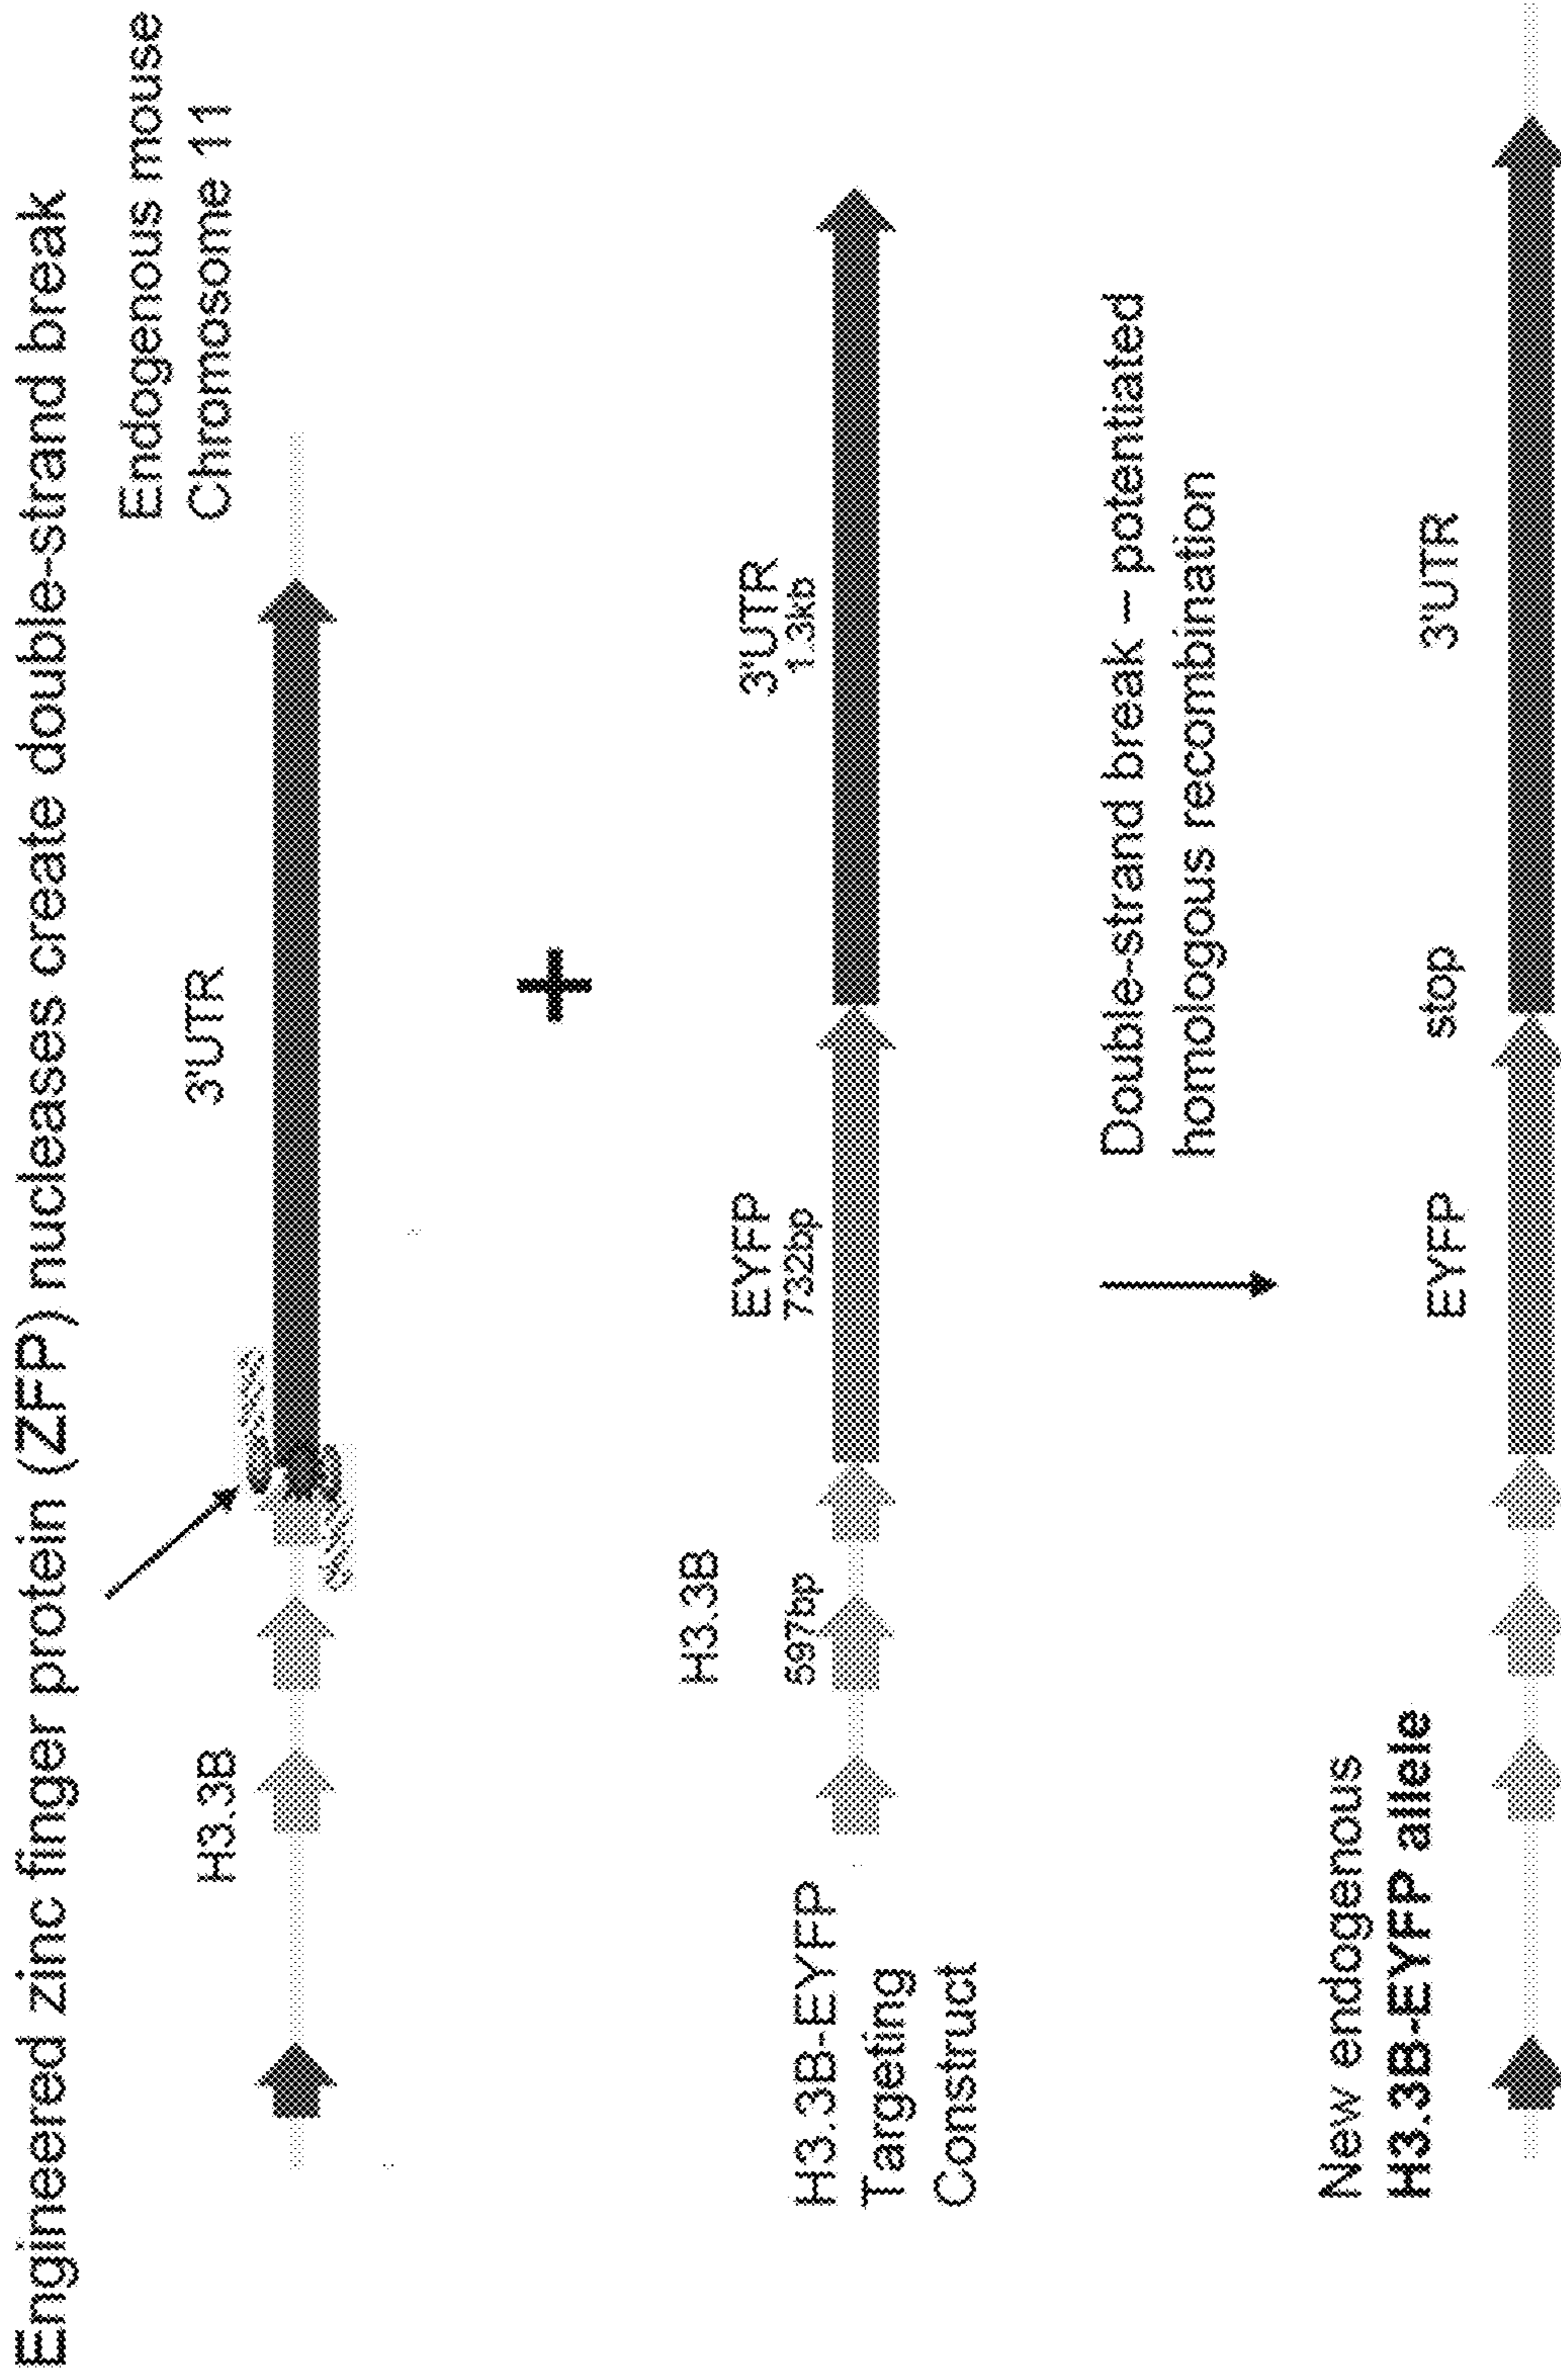 Engineered zinc finger protein (ZFP) nucleases create double-strand break
Endogenous mouse
Chromosome 11
H3.3B
3'UTR
H3.3B
597bp
EYFP
732bp
3'UTR
1.3kb
H3.3B-EYFP
Targeting
Construct
Double-strand break – potentiated
homologous recombination
New endogenous
H3.3B-EYFP allele
EYFP
stop
3'UTR